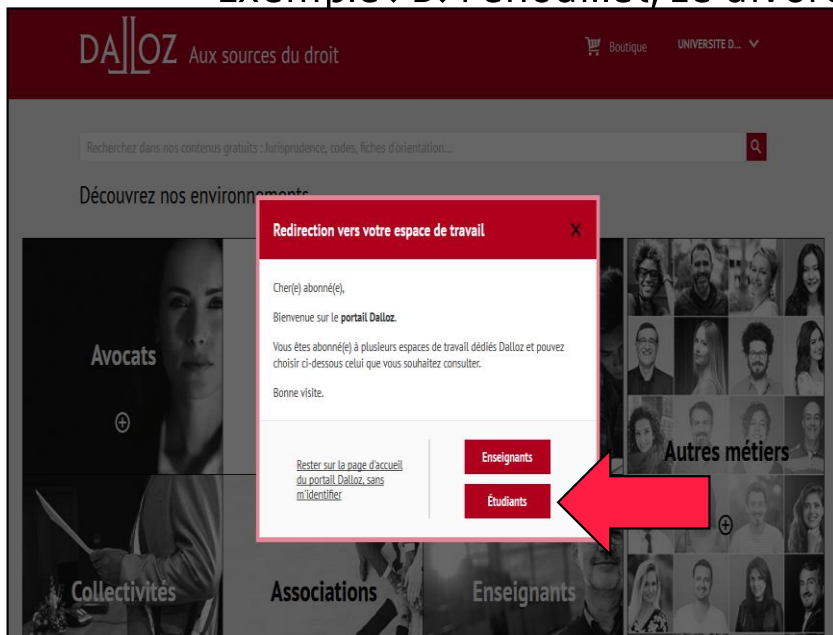 DALLOZ Aux sources du droit
Boutique
UNIVERSITE D...
Recherchez dans nos contenus gratuits : Jurisprudence, codes, fiches d'orientation...
Découvrez nos environnements
Redirection vers votre espace de travail
X
Cher(e) abonné(e),
Bienvenue sur le portail Dalloz.
Vous êtes abonné(e) à plusieurs espaces de travail dédiés Dalloz et pouvez
choisir ci-dessous celui que vous souhaitez consulter.
Bonne visite.
Rester sur la page d'accueil
du portail Dalloz, sans
m'identifier
Enseignants
Étudiants
Avocats
Autres métiers
Collectivités
Associations
Enseignants